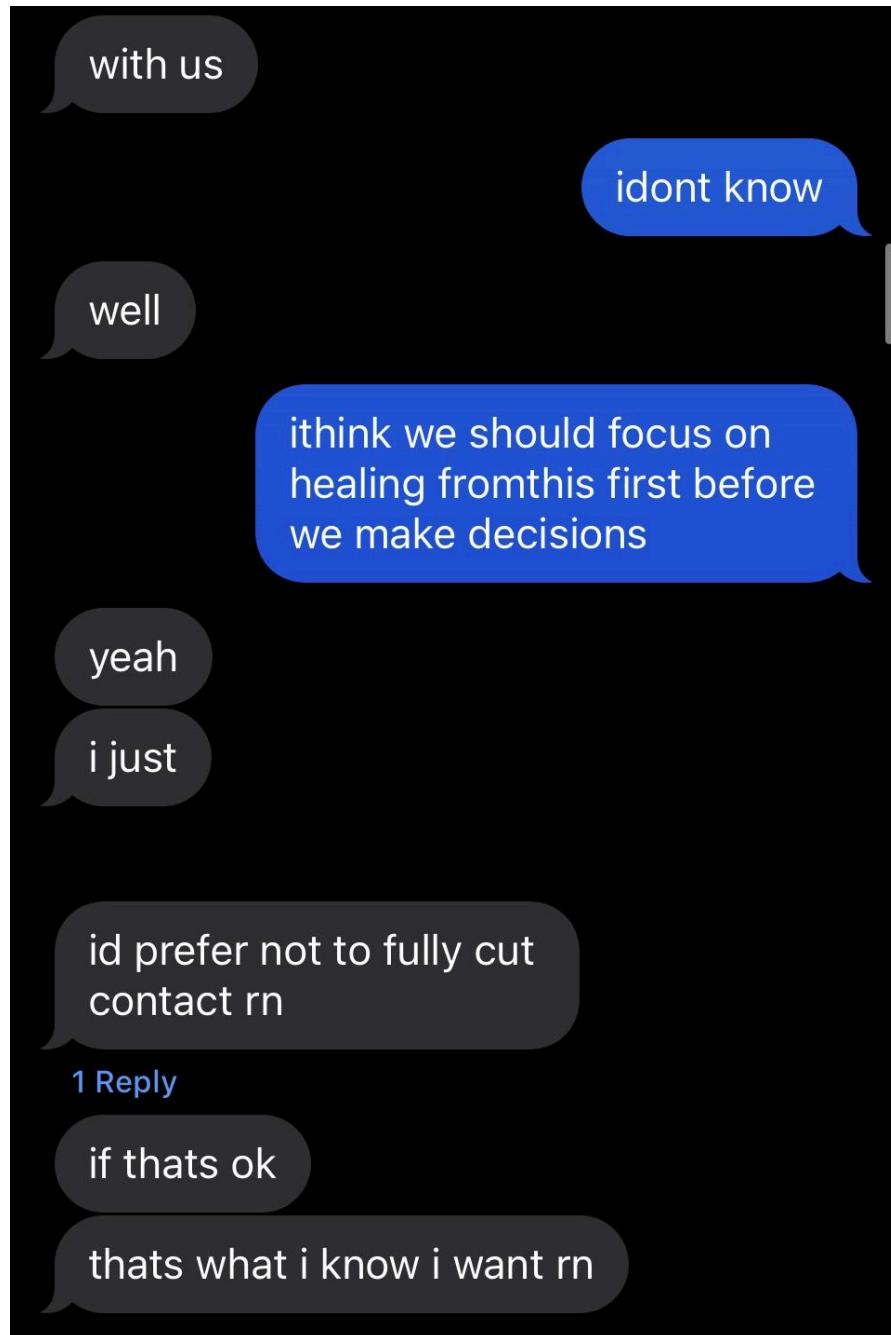 with us
idont know
well
ithink we should focus on
healing fromthis first before
we make decisions
yeah
i just
id prefer not to fully cut
contact rn
1 Reply
if thats ok
thats what i know i want rn